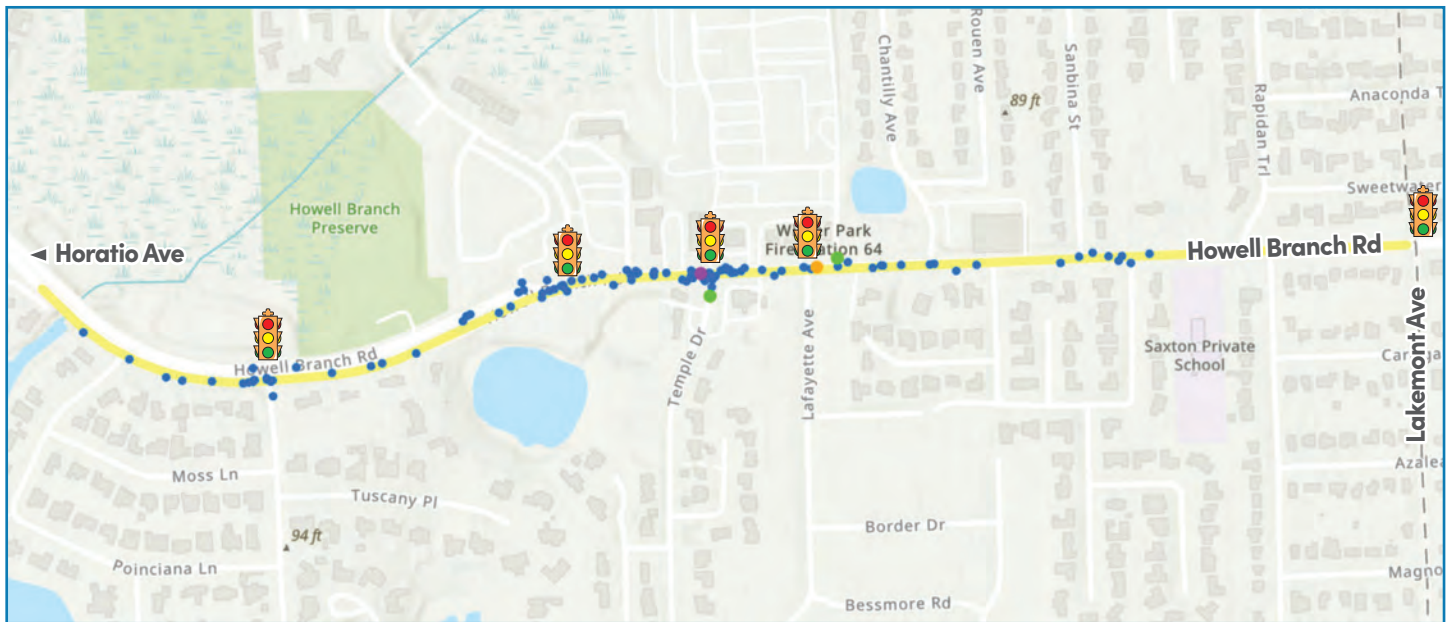 Chantilly Ave
Rouen Ave
Sanbina St
89 ft
Rapidan Trl
Anaconda T
Sweetwater
Howell Branch
Preserve
Park
◄ Horatio Ave
Howell Branch Rd
Howell Branch Rd
Temple Dr
Lafayette Ave
Saxton Private
School
Lakemont Ave
Moss Ln
Tuscany Pl
Azalea
Border Dr
94 ft
Poinciana Ln
Magno
Bessmore Rd